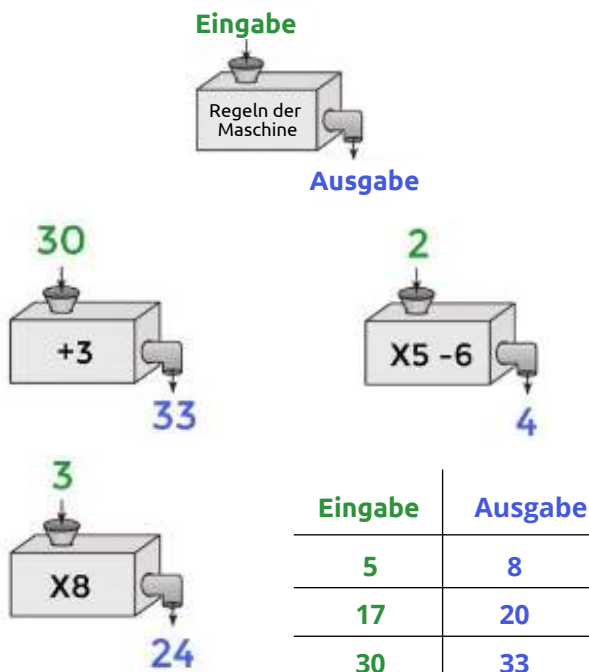 Eingabe
Regeln der
Maschine
Ausgabe
30
+3
33
2
X5 -6
4
3
X8
24
Eingabe Ausgabe
5 8
17 20
30 33